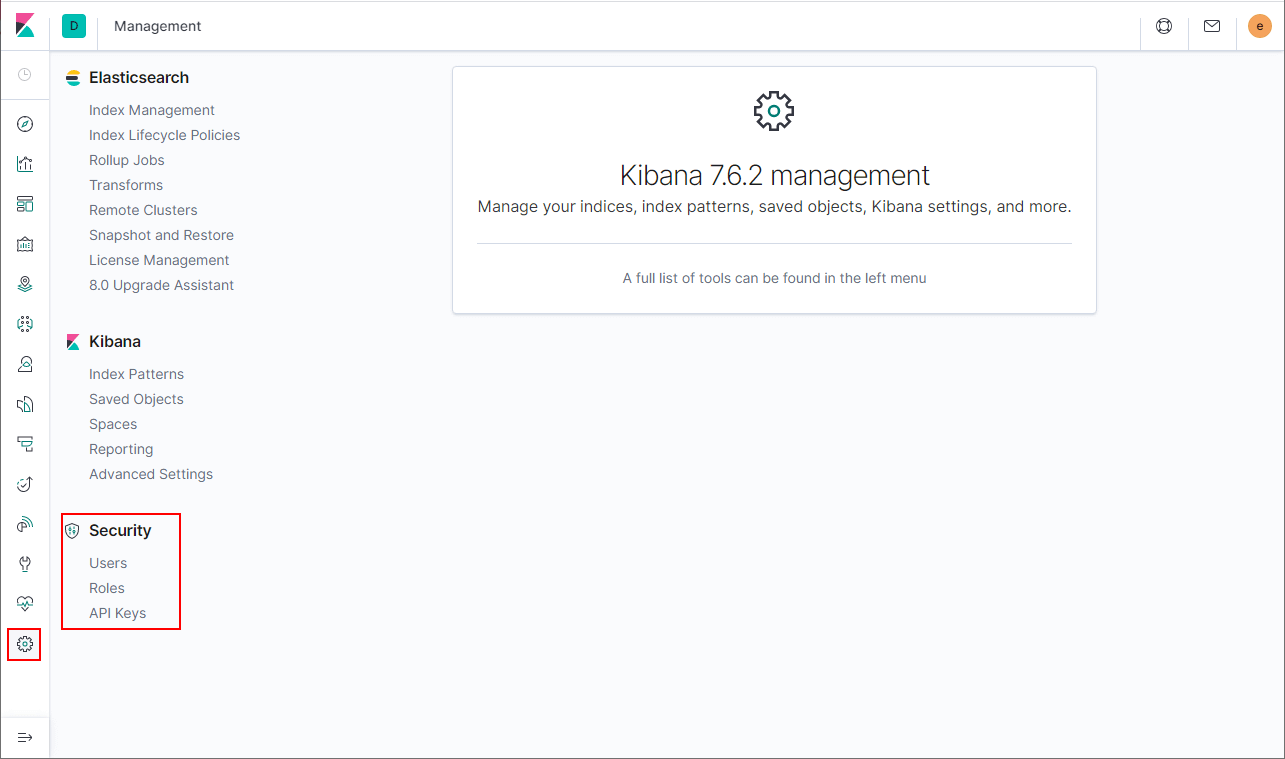 D
Management
e
Elasticsearch
Index Management
Index Lifecycle Policies
Rollup Jobs
Transforms
Remote Clusters
Snapshot and Restore
License Management
8.0 Upgrade Assistant
Kibana
Index Patterns
Saved Objects
Spaces
Reporting
Advanced Settings
Security
Users
Roles
API Keys
Kibana 7.6.2 management
Manage your indices, index patterns, saved objects, Kibana settings, and more.
A full list of tools can be found in the left menu